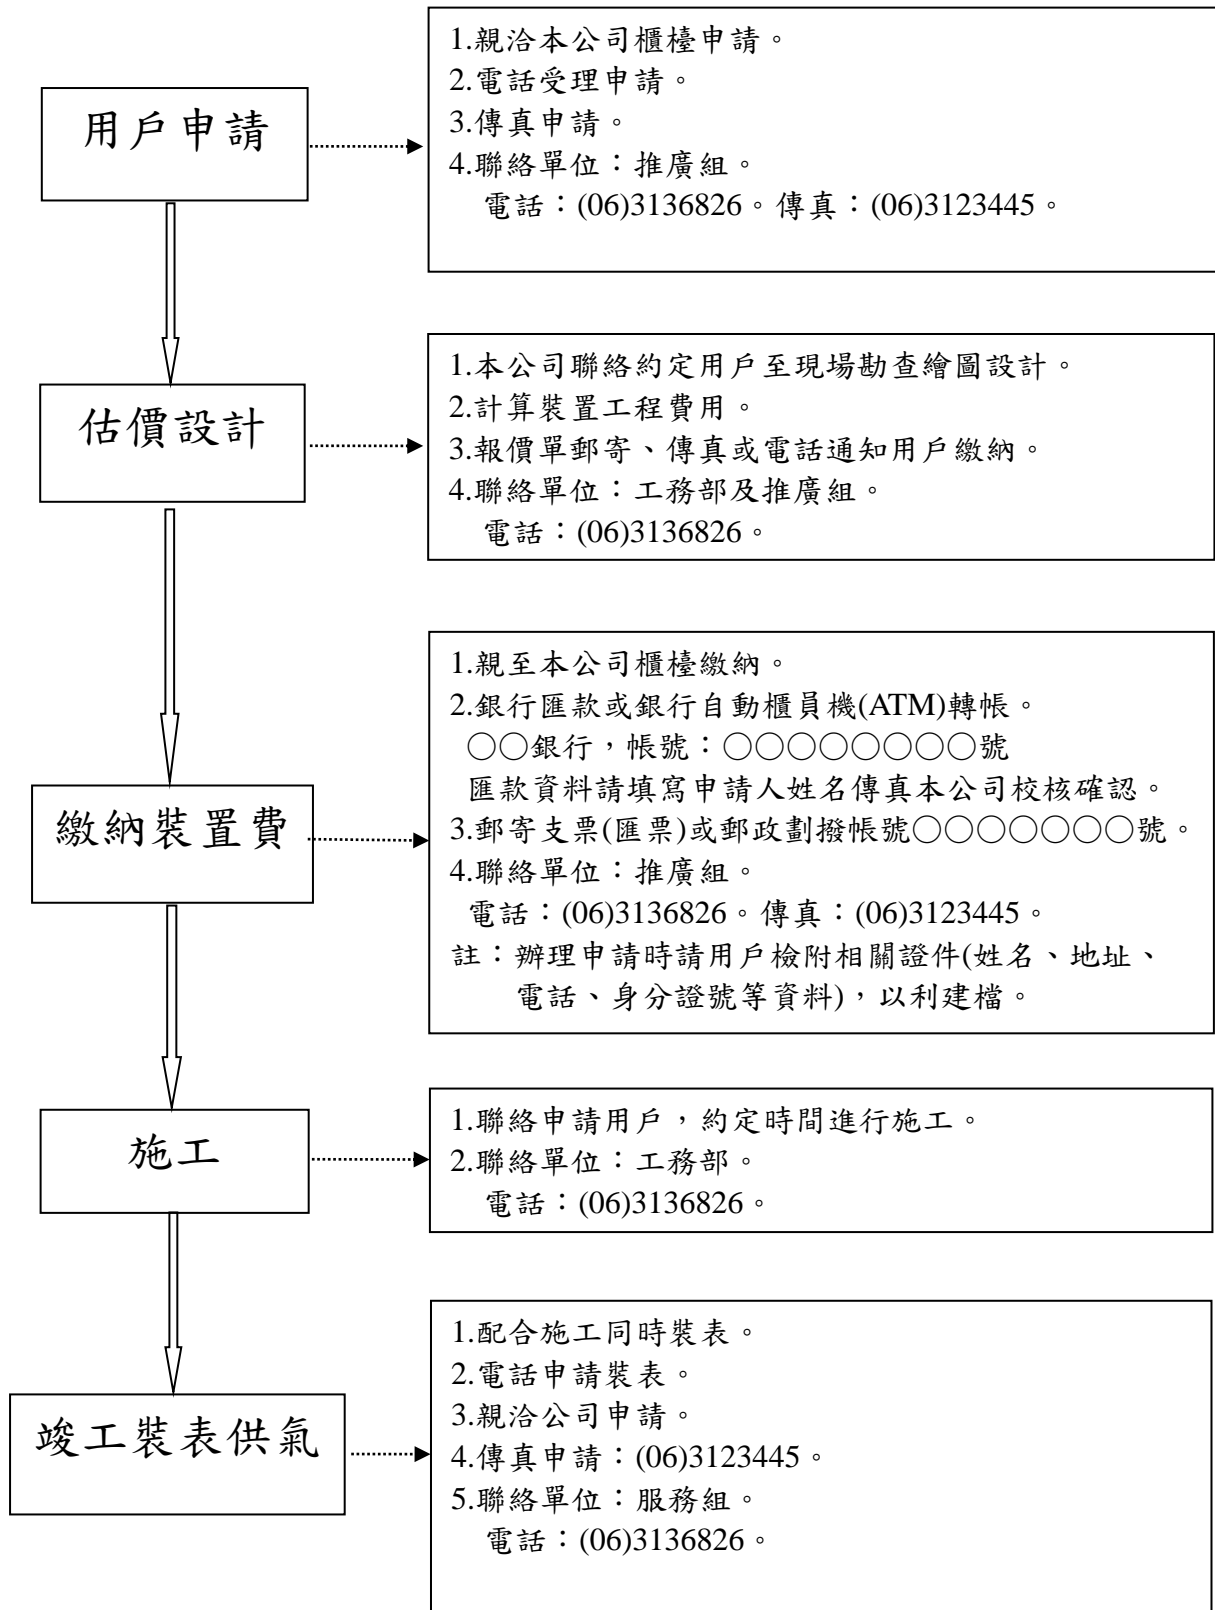 用戶申請
1.親洽本公司櫃檯申請。
2.電話受理申請。
3.傳真申請。
4.聯絡單位：推廣組。
電話：(06)3136826。傳真：(06)3123445。
估價設計
1.本公司聯絡約定用戶至現場勘查繪圖設計。
2.計算裝置工程費用。
3.報價單郵寄、傳真或電話通知用戶繳納。
4.聯絡單位：工務部及推廣組。
電話：(06)3136826。
繳納裝置費
1.親至本公司櫃檯繳納。
2.銀行匯款或銀行自動櫃員機(ATM)轉帳。
○○銀行，帳號：○○○○○○○○號
匯款資料請填寫申請人姓名傳真本公司校核確認。
3.郵寄支票(匯票)或郵政劃撥帳號○○○○○○○號。
4.聯絡單位：推廣組。
電話：(06)3136826。傳真：(06)3123445。
註：辦理申請時請用戶檢附相關證件(姓名、地址、
電話、身分證號等資料)，以利建檔。
施工
1.聯絡申請用戶，約定時間進行施工。
2.聯絡單位：工務部。
電話：(06)3136826。
竣工裝表供氣
1.配合施工同時裝表。
2.電話申請裝表。
3.親洽公司申請。
4.傳真申請：(06)3123445。
5.聯絡單位：服務組。
電話：(06)3136826。